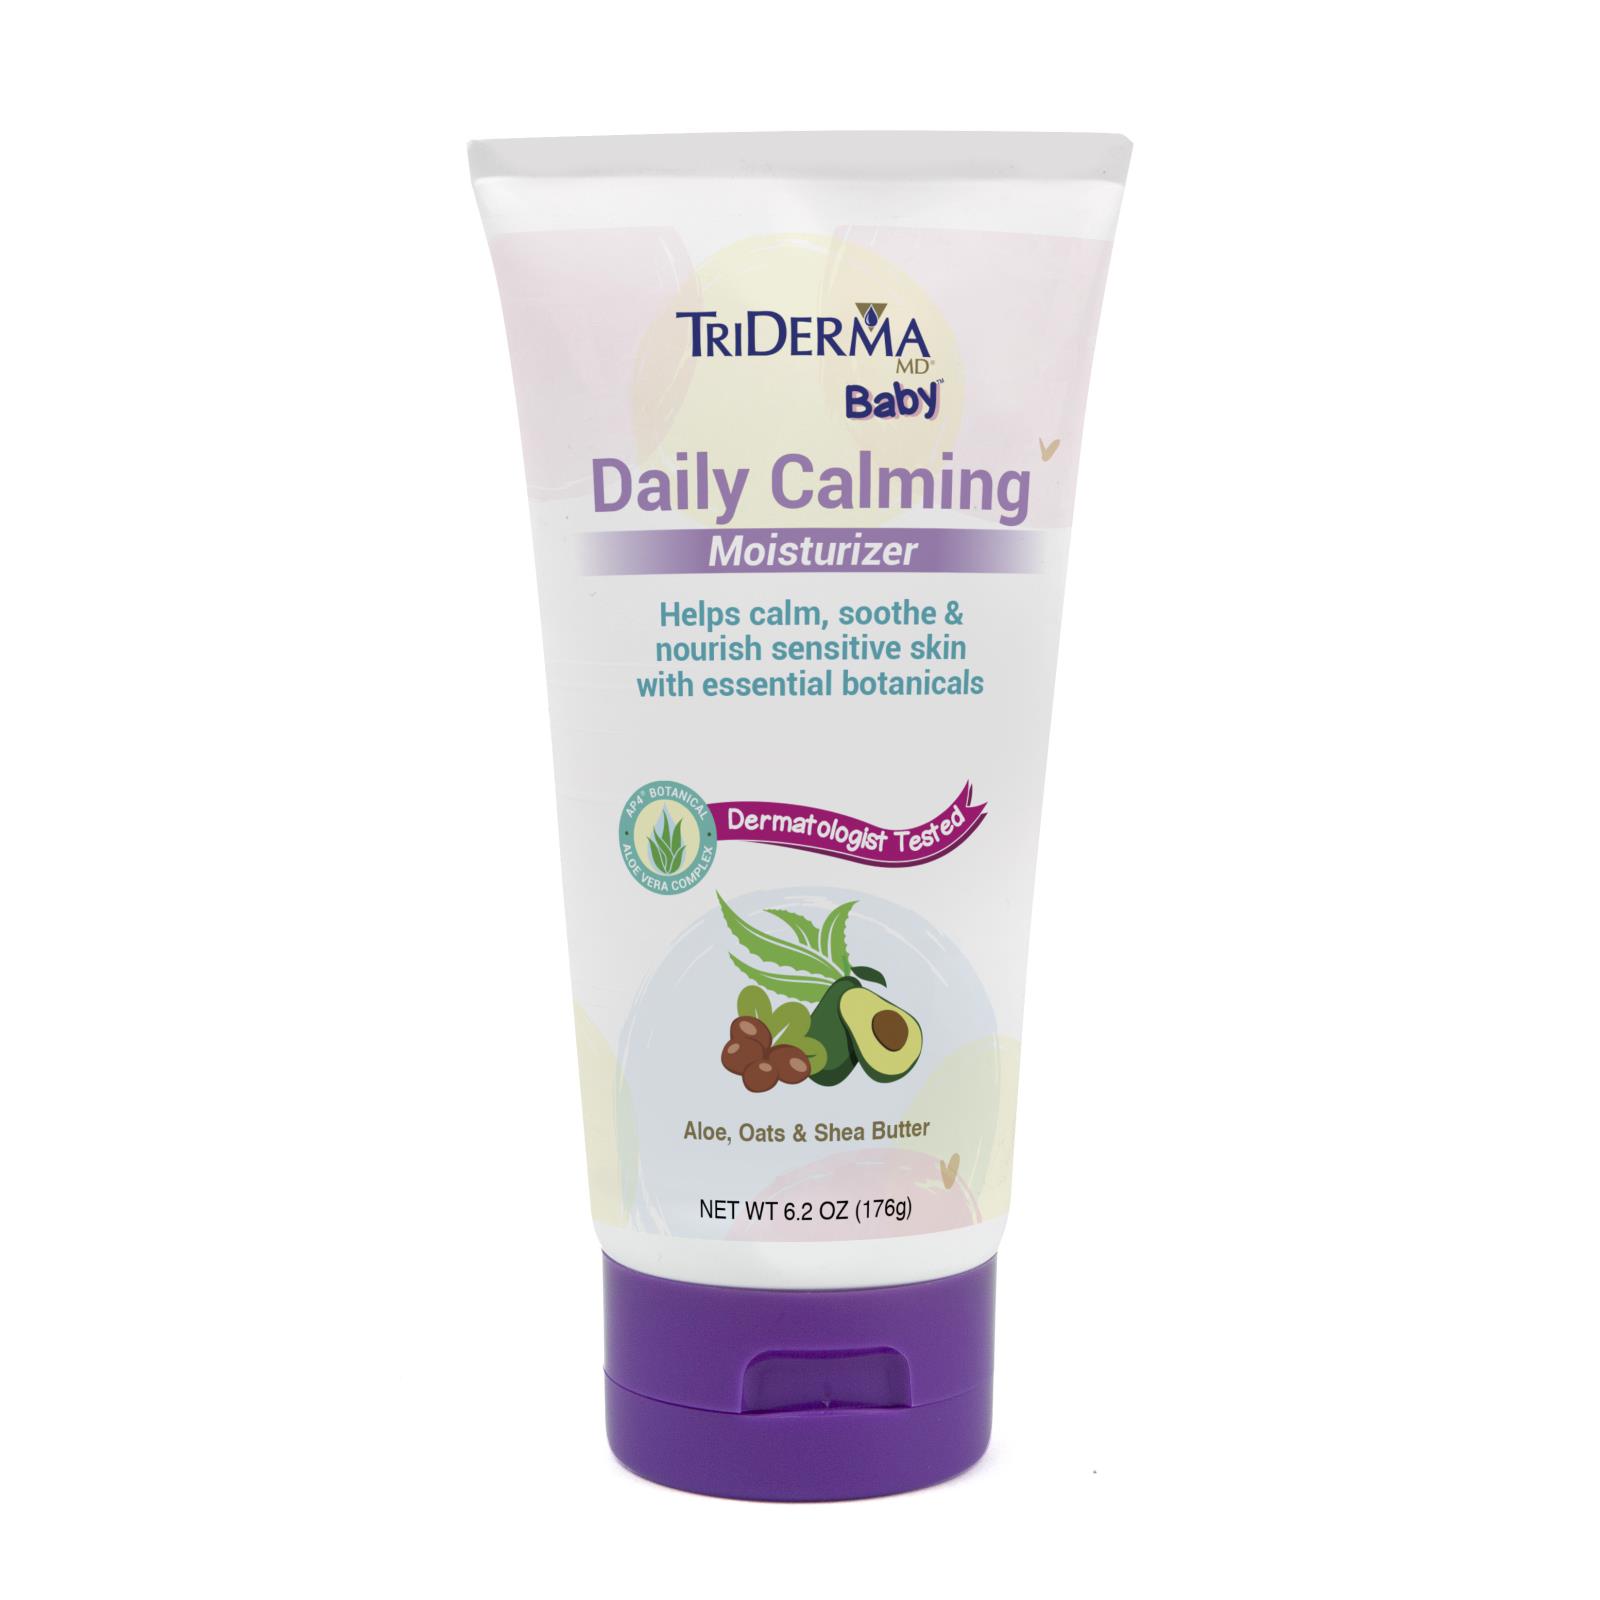 TRIDERMA
MD®
Baby™
Daily Calming
Moisturizer
Helps calm, soothe &
nourish sensitive skin
with essential botanicals
AP4® BOTANICAL
• ALOE VERA COMPLEX •
Dermatologist Tested
Aloe, Oats & Shea Butter
NET WT 6.2 OZ (176g)